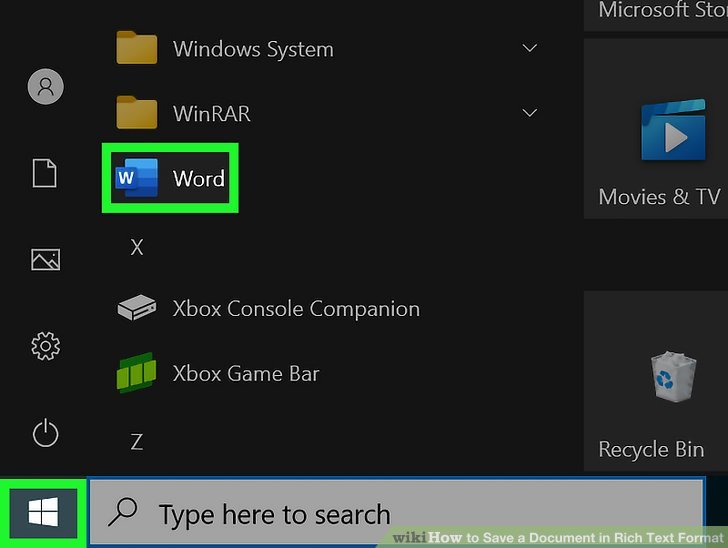 Microsoft Sto
Windows System
WinRAR
W
Word
Movies & TV
X
Xbox Console Companion
Xbox Game Bar
Recycle Bin
Z
Type here to search
wikiHow to Save a Document in Rich Text Format